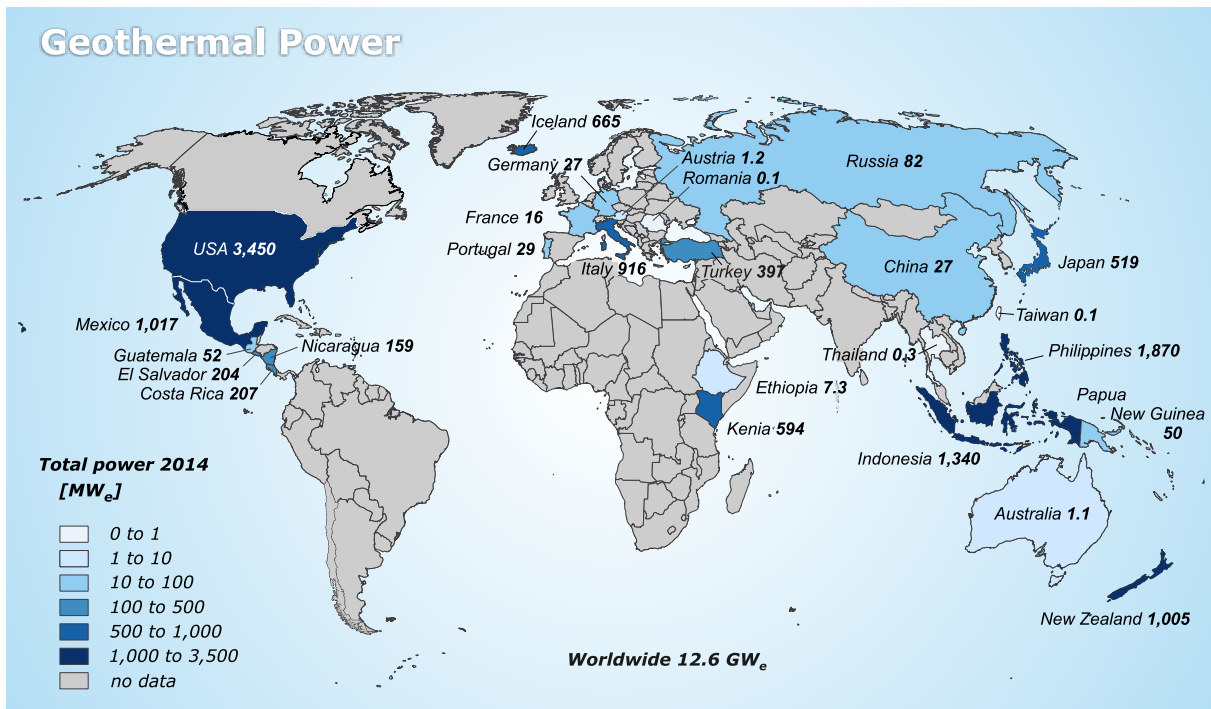 Geothermal Power
Iceland 665
Germany 27
Austria 1.2
Romania 0.1
Russia 82
France 16
Portugal 29
USA 3,450
Italy 916
Turkey 397
China 27
Japan 519
Mexico 1,017
Taiwan 0.1
Nicaragua 159
Guatemala 52
El Salvador 204
Costa Rica 207
Thailand 0,3
Philippines 1,870
Ethiopia 7.3
Papua
New Guinea
50
Kenia 594
Indonesia 1,340
Total power 2014
[MWe]
Australia 1.1
0 to 1
1 to 10
10 to 100
100 to 500
500 to 1,000
1,000 to 3,500
no data
New Zealand 1,005
Worldwide 12.6 GWe